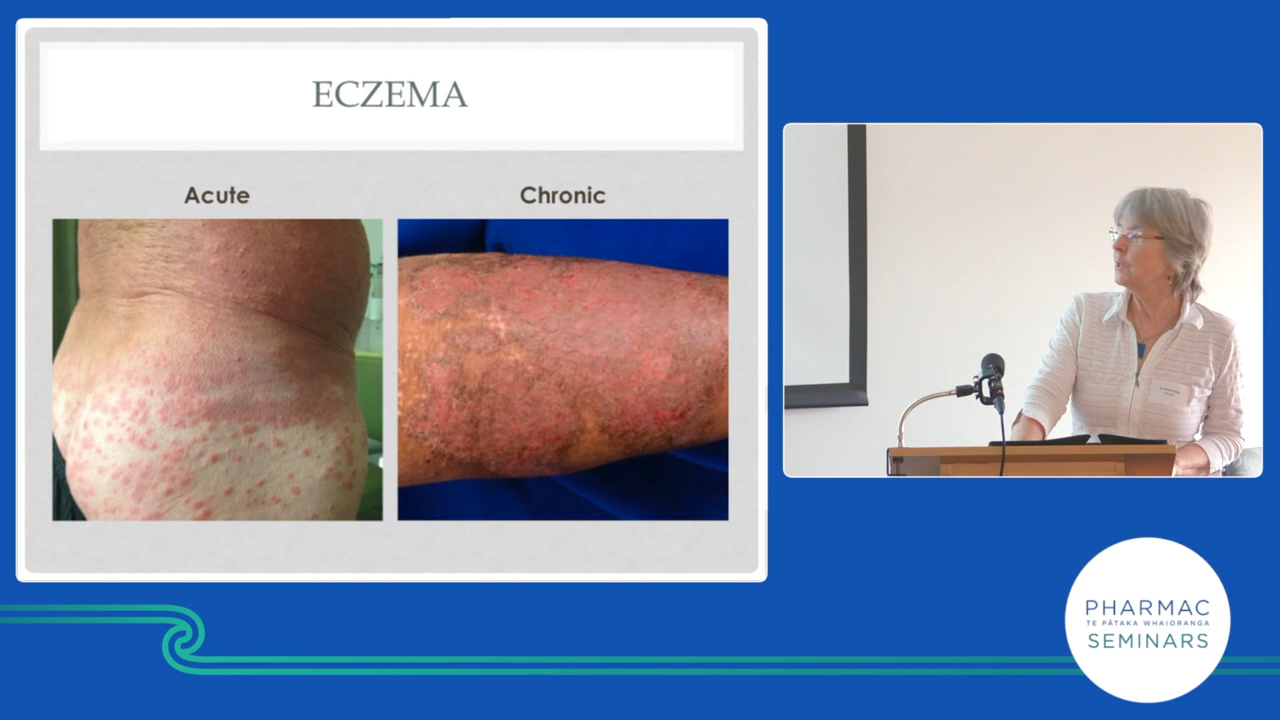 ECZEMA
Acute
Chronic
PHARMAC
TE PĀTAKA WHAIORANGA
SEMINARS